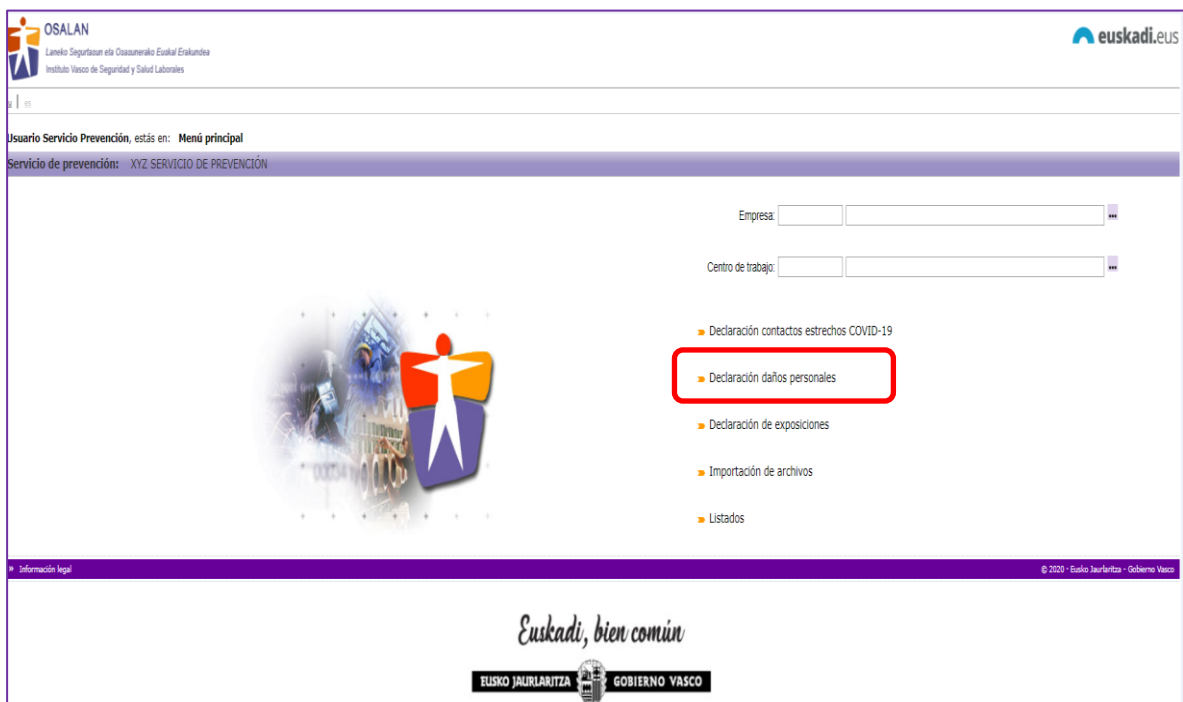 OSALAN
Laneko Segurtasun eta Osasunerako Euskal Erakundea
Instituto Vasco de Seguridad y Salud Laborales
euskadi.eus
es
Usuario Servicio Prevención, estás en: Menú principal
Servicio de prevención: XYZ SERVICIO DE PREVENCIÓN
Empresa: ...
Centro de trabajo: ...
Declaración contactos estrechos COVID-19
Declaración daños personales
Declaración de exposiciones
Importación de archivos
Listados
» Información legal
© 2020 - Eusko Jaurlaritza - Gobierno Vasco
Euskadi, bien común
EUSKO JAURLARITZA GOBIERNO VASCO